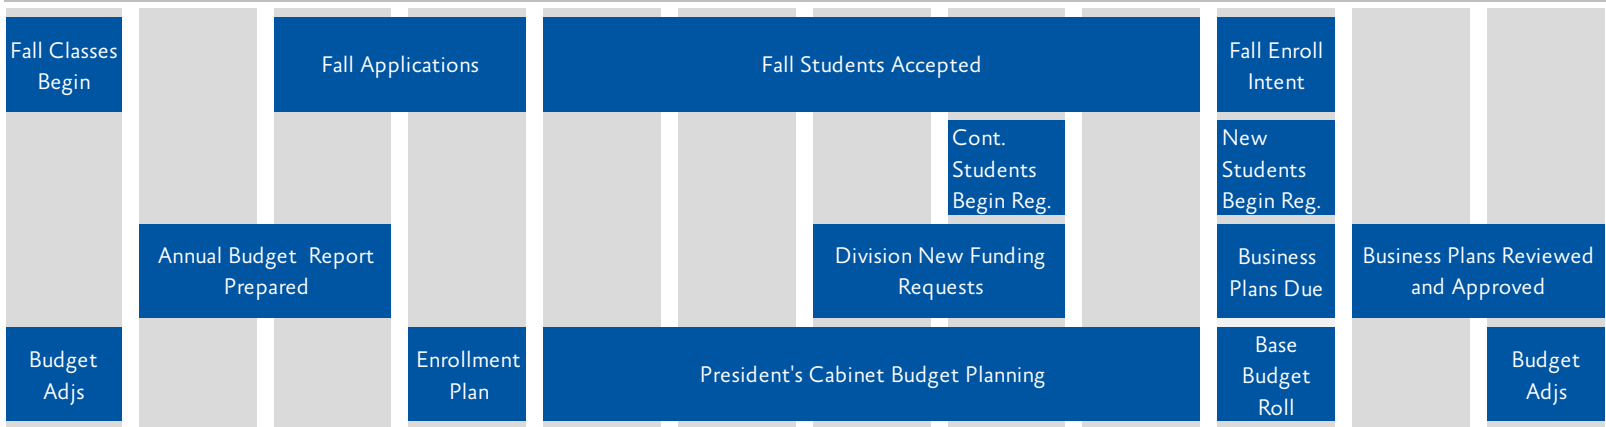 Fall Classes
Begin
Fall Applications
Fall Students Accepted
Fall Enroll
Intent
Cont.
Students
Begin Reg.
New
Students
Begin Reg.
Annual Budget  Report
Prepared
Division New Funding
Requests
Business
Plans Due
Business Plans Reviewed
and Approved
Budget
Adjs
Enrollment
Plan
President's Cabinet Budget Planning
Base
Budget
Roll
Budget
Adjs